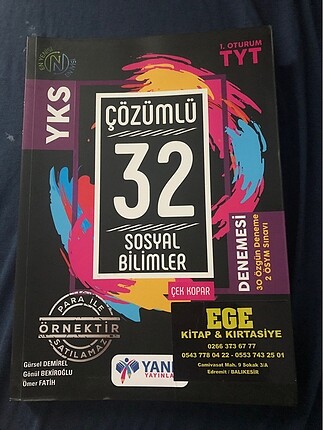 1. OTURUM
TYT
YKS
ÇÖZÜMLÜ
32
SOSYAL
BİLİMLER
DENEMESİ
30 Özgün Deneme
2 ÖSYM Sınavı
ÇEK KOPAR
PARA İLE
ÖRNEKTİR
SATILAMAZ
Gürsel DEMİREL
Gönül BEKİROĞLU
Ömer FATİH
YANI
YAYINLA
EGE
KİTAP & KIRTASİYE
0266 373 67 77
0543 778 04 22 - 0553 743 25 01
Camivasat Mah. 9 Sokak 3/A
Edremit / BALIKESİR